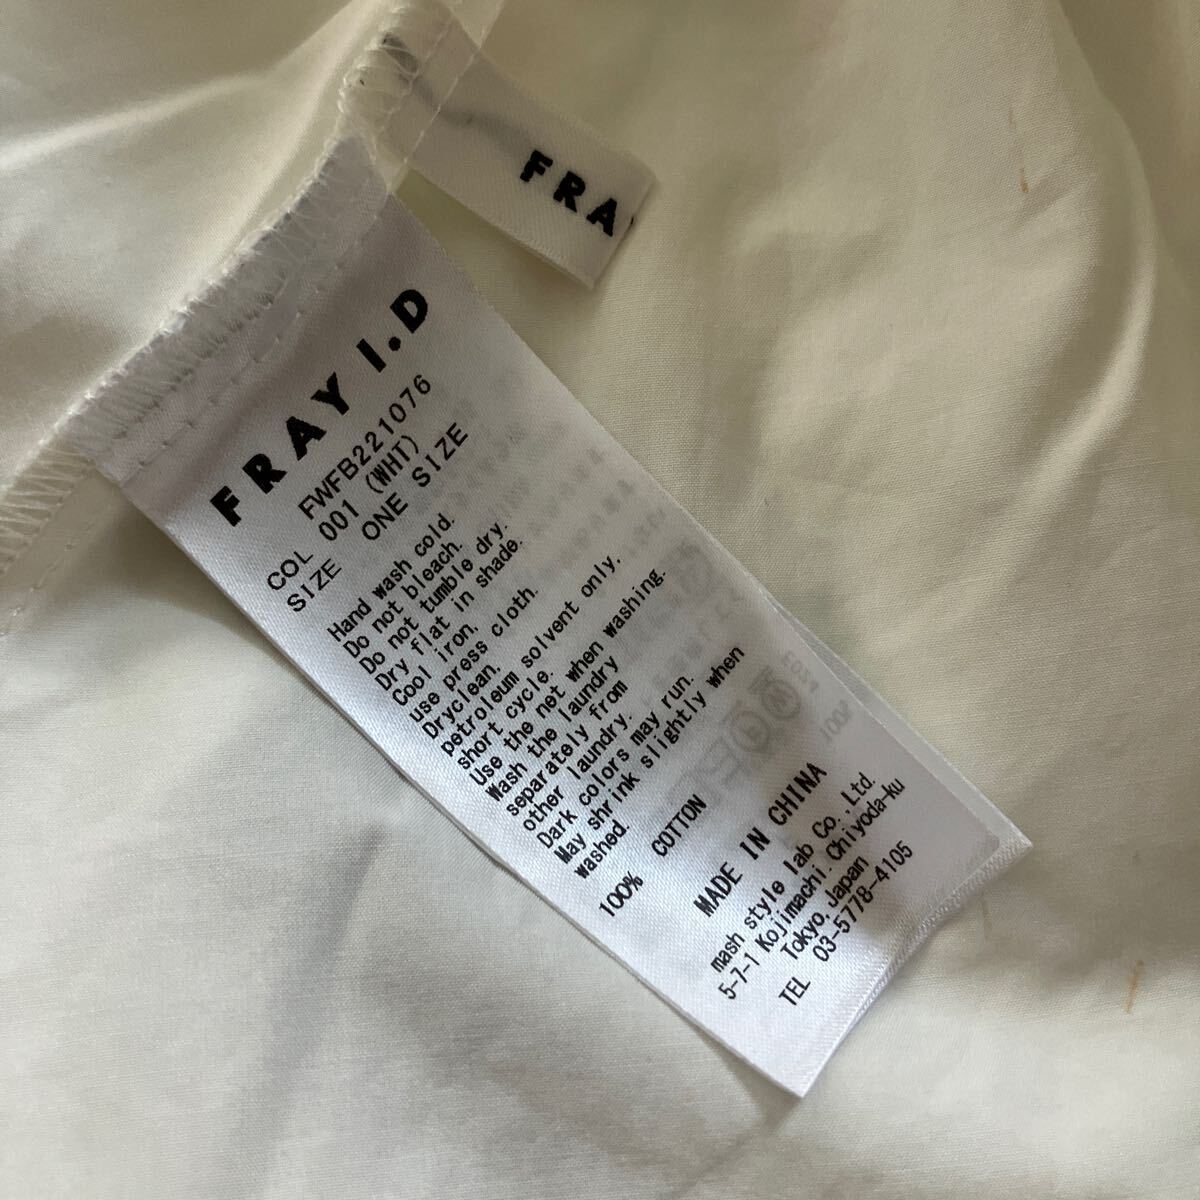 FRA
FRAY I.D
FWFB221076
COL 001 (WHT)
SIZE ONE SIZE
Hand wash cold.
Do not bleach.
Do not tumble dry.
Dry flat in shade.
Cool iron.
use press cloth.
Dryclean.
petroleum solvent only.
short cycle.
Use the net when washing.
Wash the laundry
separately from
other laundry.
Dark colors may run.
May shrink slightly when
washed.
100% COTTON
MADE IN CHINA
mash style lab Co.,Ltd.
5-7-1 Kojimachi.Chiyoda-ku
Tokyo,Japan
TEL 03-5778-4105